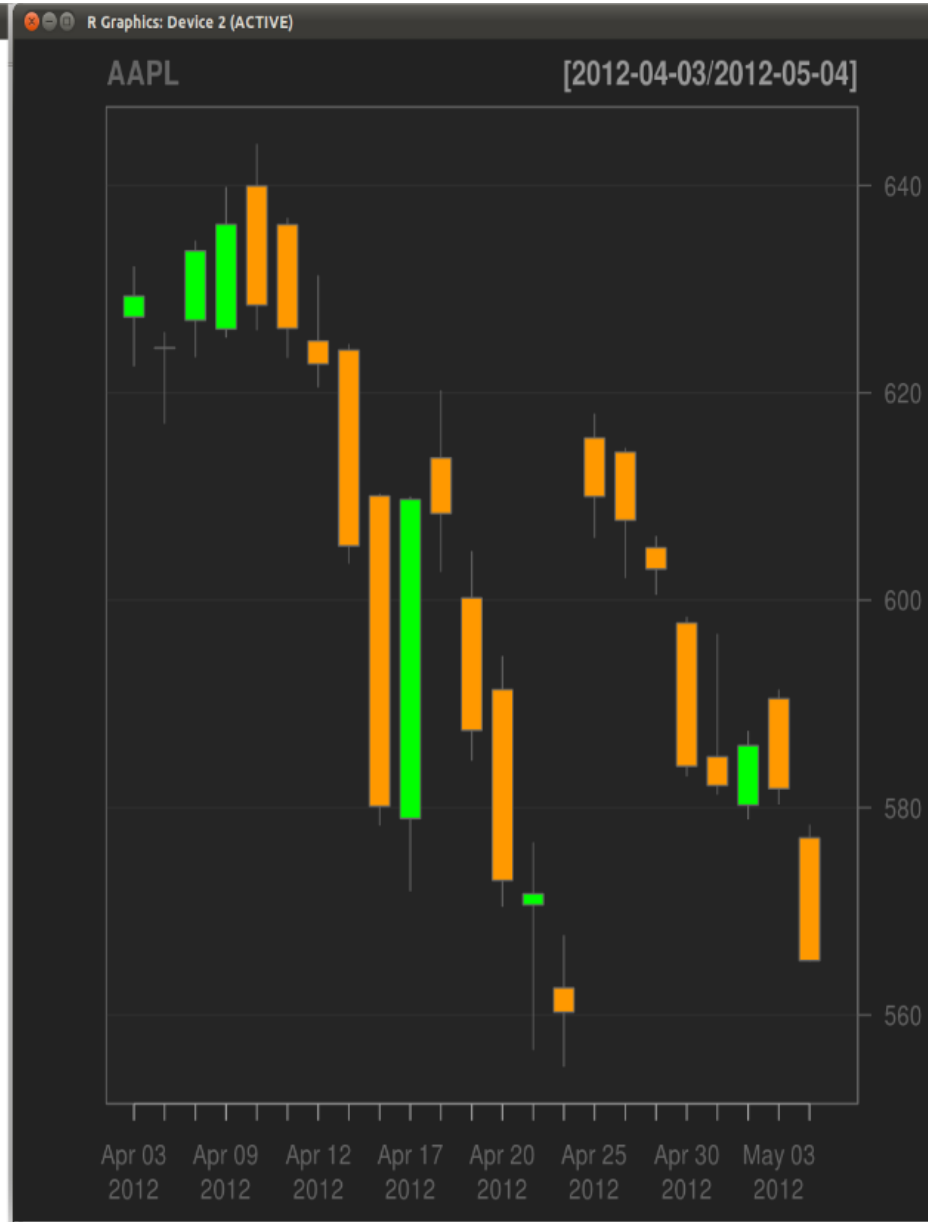 R Graphics: Device 2 (ACTIVE)
AAPL [2012-04-03/2012-05-04]
640
620
600
580
560
Apr 03 Apr 09 Apr 12 Apr 17 Apr 20 Apr 25 Apr 30 May 03
2012 2012 2012 2012 2012 2012 2012 2012